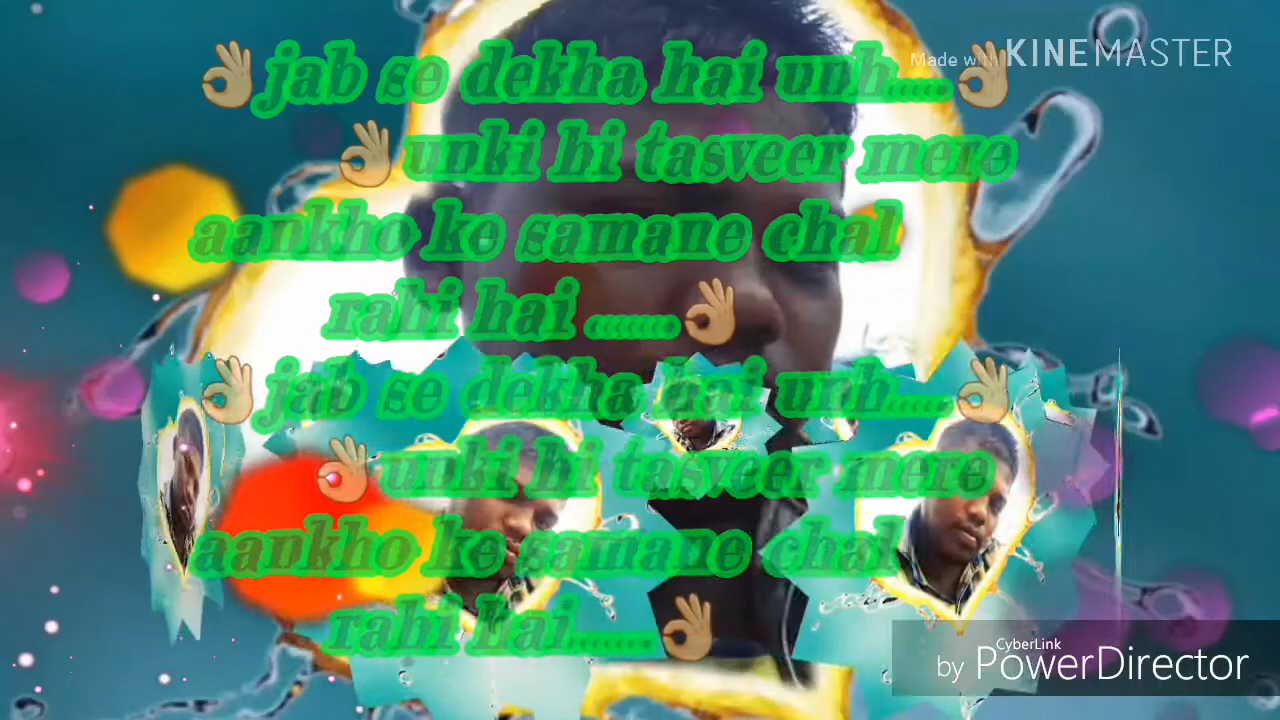 👌jab se dekha hai unh.....👌
Made with KINEMASTER
👌unki hi tasveer mere
aankho ke samane chal
rahi hai ........👌
👌jab se dekha hai unh.....👌
👌unki hi tasveer mere
aankho ke samane chal
rahi hai........👌
CyberLink
by PowerDirector